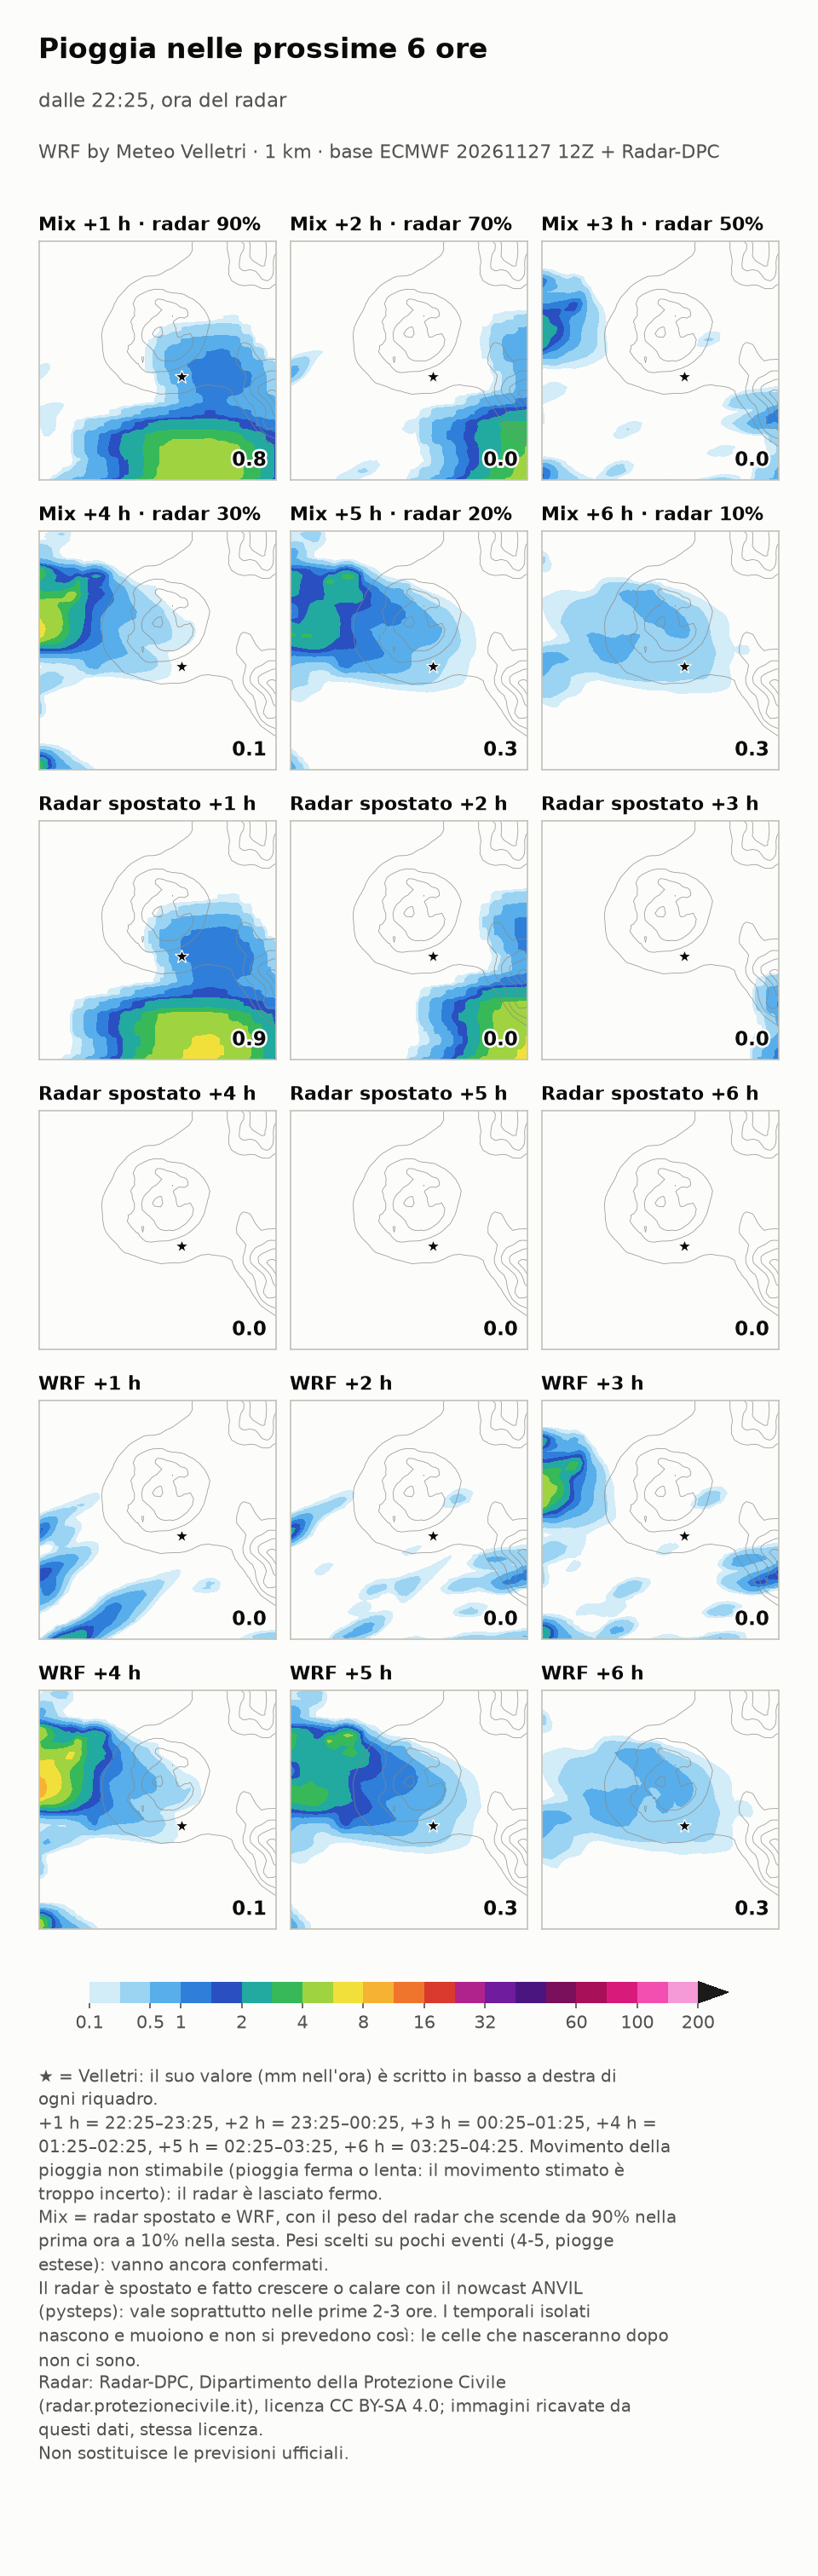 Pioggia nelle prossime 6 ore
dalle 22:25, ora del radar
WRF by Meteo Velletri · 1 km · base ECMWF 20261127 12Z + Radar-DPC
Mix +1 h · radar 90%
Mix +2 h · radar 70%
Mix +3 h · radar 50%
0.8
0.0
0.0
Mix +4 h · radar 30%
Mix +5 h · radar 20%
Mix +6 h · radar 10%
0.1
0.3
0.3
Radar spostato +1 h
Radar spostato +2 h
Radar spostato +3 h
0.9
0.0
0.0
Radar spostato +4 h
Radar spostato +5 h
Radar spostato +6 h
0.0
0.0
0.0
WRF +1 h
WRF +2 h
WRF +3 h
0.0
0.0
0.0
WRF +4 h
WRF +5 h
WRF +6 h
0.1
0.3
0.3
0.1 0.5 1 2 4 8 16 32 60 100 200
★ = Velletri: il suo valore (mm nell'ora) è scritto in basso a destra di
ogni riquadro.
+1 h = 22:25–23:25, +2 h = 23:25–00:25, +3 h = 00:25–01:25, +4 h =
01:25–02:25, +5 h = 02:25–03:25, +6 h = 03:25–04:25. Movimento della
pioggia non stimabile (pioggia ferma o lenta: il movimento stimato è
troppo incerto): il radar è lasciato fermo.
Mix = radar spostato e WRF, con il peso del radar che scende da 90% nella
prima ora a 10% nella sesta. Pesi scelti su pochi eventi (4-5, piogge
estese): vanno ancora confermati.
Il radar è spostato e fatto crescere o calare con il nowcast ANVIL
(pysteps): vale soprattutto nelle prime 2-3 ore. I temporali isolati
nascono e muoiono e non si prevedono così: le celle che nasceranno dopo
non ci sono.
Radar: Radar-DPC, Dipartimento della Protezione Civile
(radar.protezionecivile.it), licenza CC BY-SA 4.0; immagini ricavate da
questi dati, stessa licenza.
Non sostituisce le previsioni ufficiali.